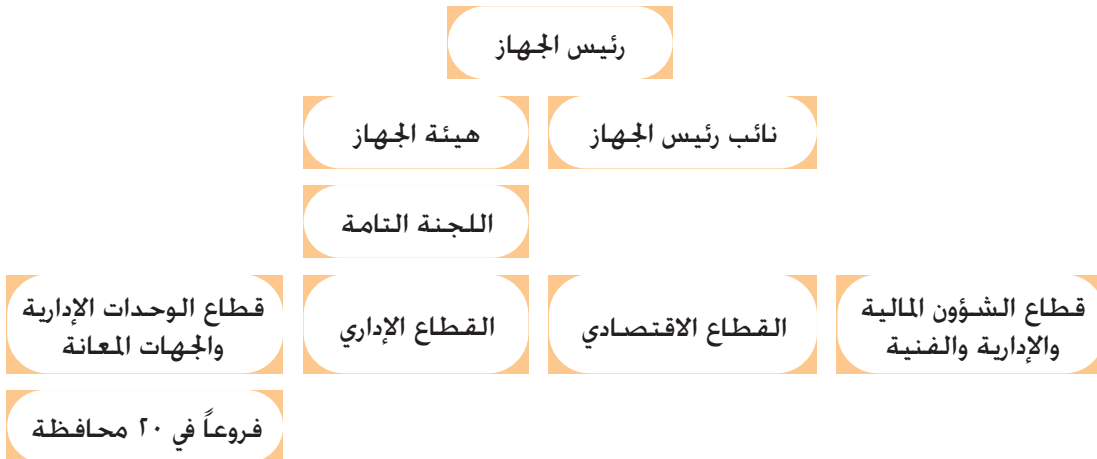 رئيس الجهاز
نائب رئيس الجهاز
هيئة الجهاز
اللجنة التامة
قطاع الشؤون المالية
والإدارية والفنية
القطاع الاقتصادي
القطاع الإداري
قطاع الوحدات الإدارية
والجهات المعانة
فروعاً في ٢٠ محافظة